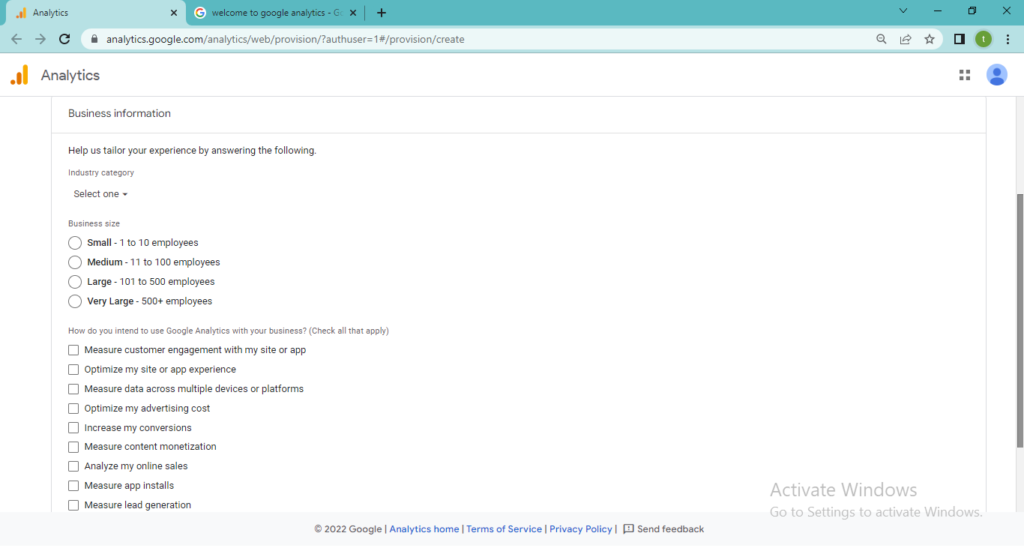 Analytics
welcome to google analytics - G
analytics.google.com/analytics/web/provision/?authuser=1#/provision/create
t
Analytics
Business information
Help us tailor your experience by answering the following.
Industry category
Select one
Business size
Small - 1 to 10 employees
Medium - 11 to 100 employees
Large - 101 to 500 employees
Very Large - 500+ employees
How do you intend to use Google Analytics with your business? (Check all that apply)
Measure customer engagement with my site or app
Optimize my site or app experience
Measure data across multiple devices or platforms
Optimize my advertising cost
Increase my conversions
Measure content monetization
Analyze my online sales
Measure app installs
Measure lead generation
Activate Windows
Go to Settings to activate Windows.
© 2022 Google | Analytics home | Terms of Service | Privacy Policy | Send feedback